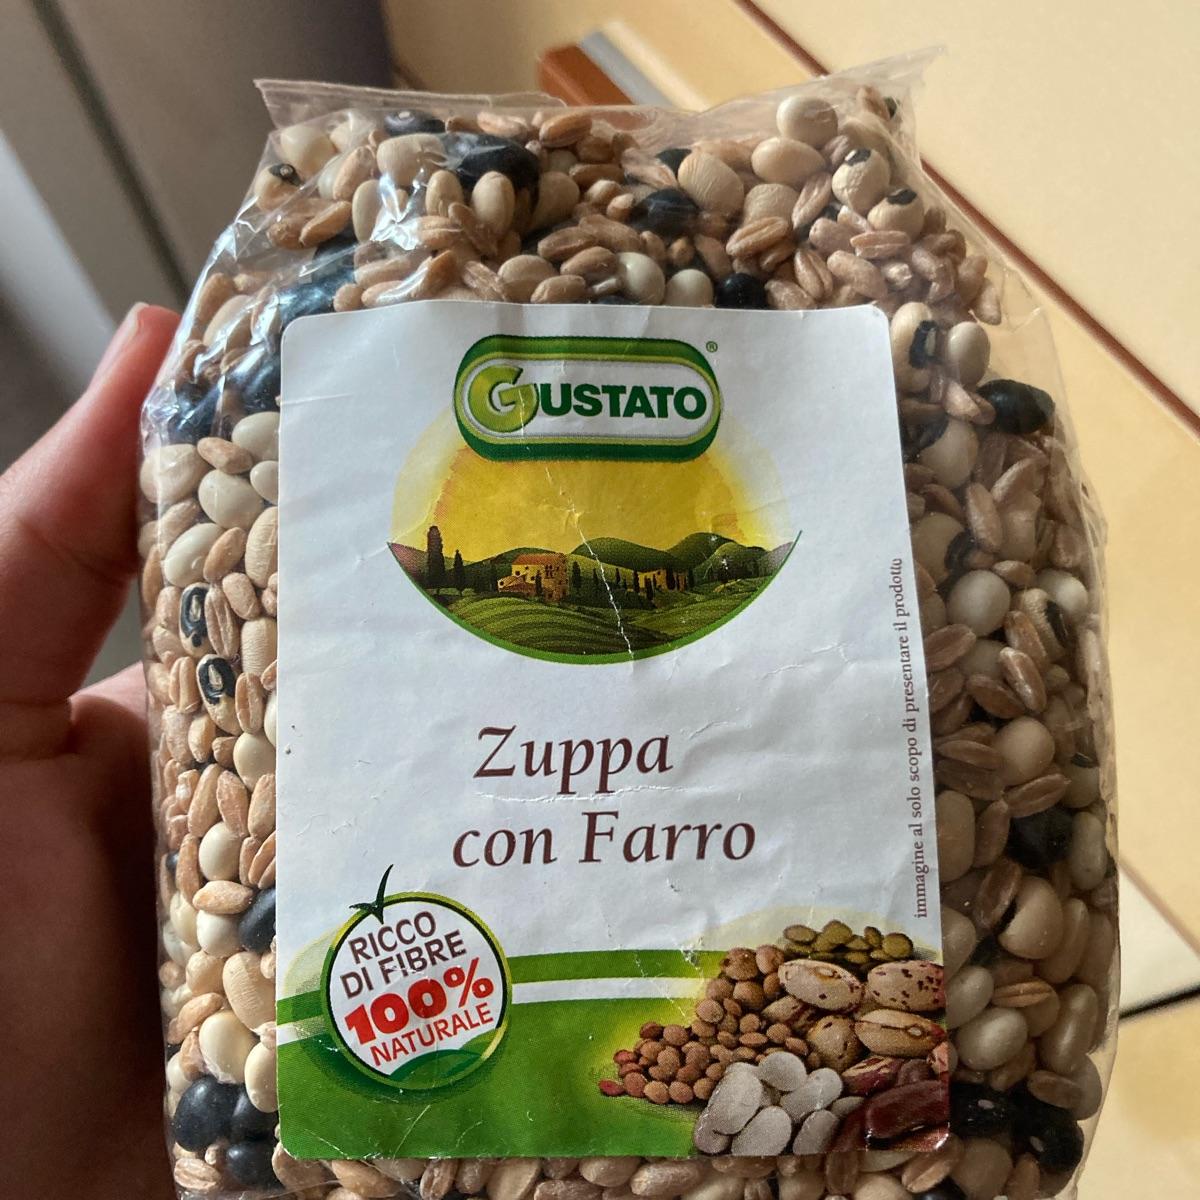 GUSTATO®
Zuppa
con Farro
immagine al solo scopo di presentare il prodotto
RICCO
DI FIBRE
100%
NATURALE